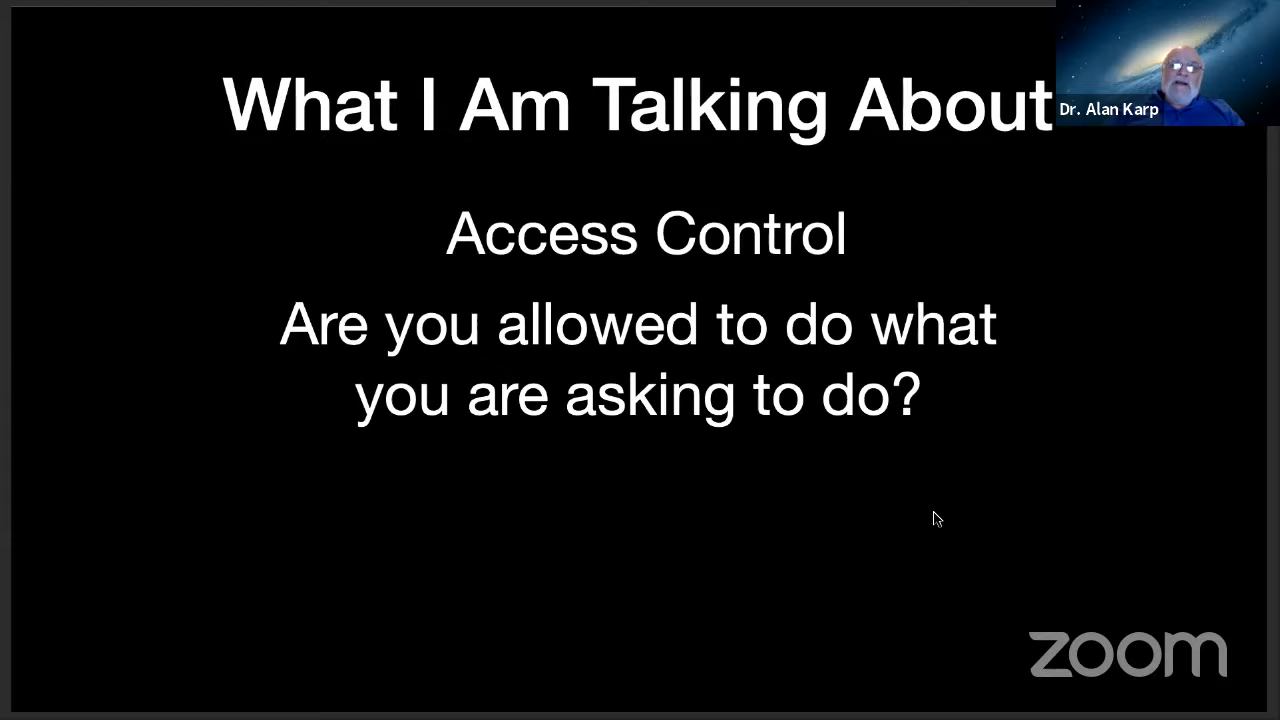 What I Am Talking About
Dr. Alan Karp
Access Control
Are you allowed to do what
you are asking to do?
zoom